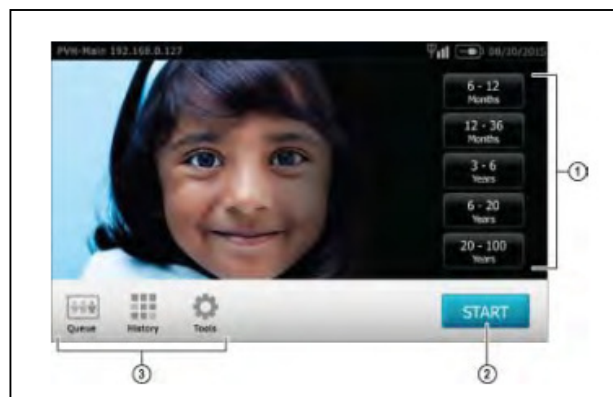 PVH-Main 192.168.0.127 08/30/2015
6 - 12
Months
12 - 36
Months
3 - 6
Years
6 - 20
Years
20 - 100
Years
1
START
Queue History Tools
3 2